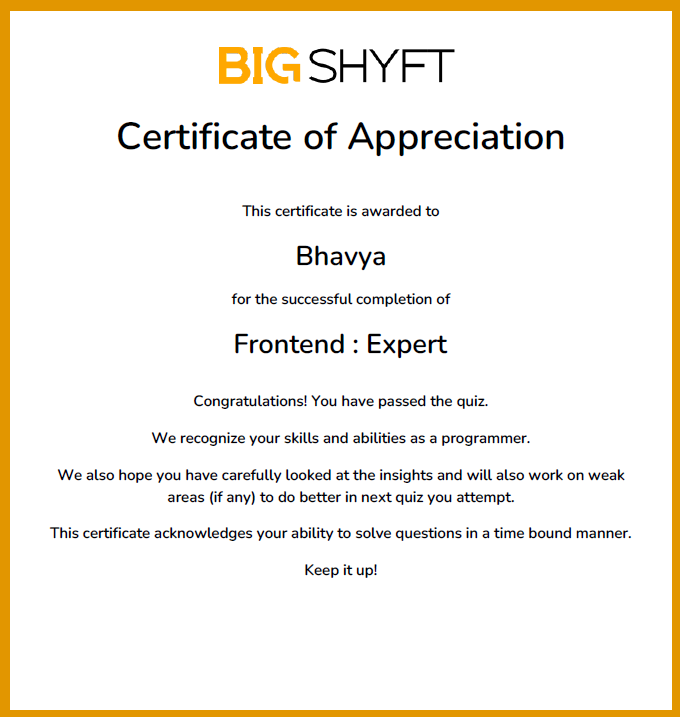 BIGSHYFT
Certificate of Appreciation
This certificate is awarded to
Bhavya
for the successful completion of
Frontend : Expert
Congratulations! You have passed the quiz.
We recognize your skills and abilities as a programmer.
We also hope you have carefully looked at the insights and will also work on weak
areas (if any) to do better in next quiz you attempt.
This certificate acknowledges your ability to solve questions in a time bound manner.
Keep it up!